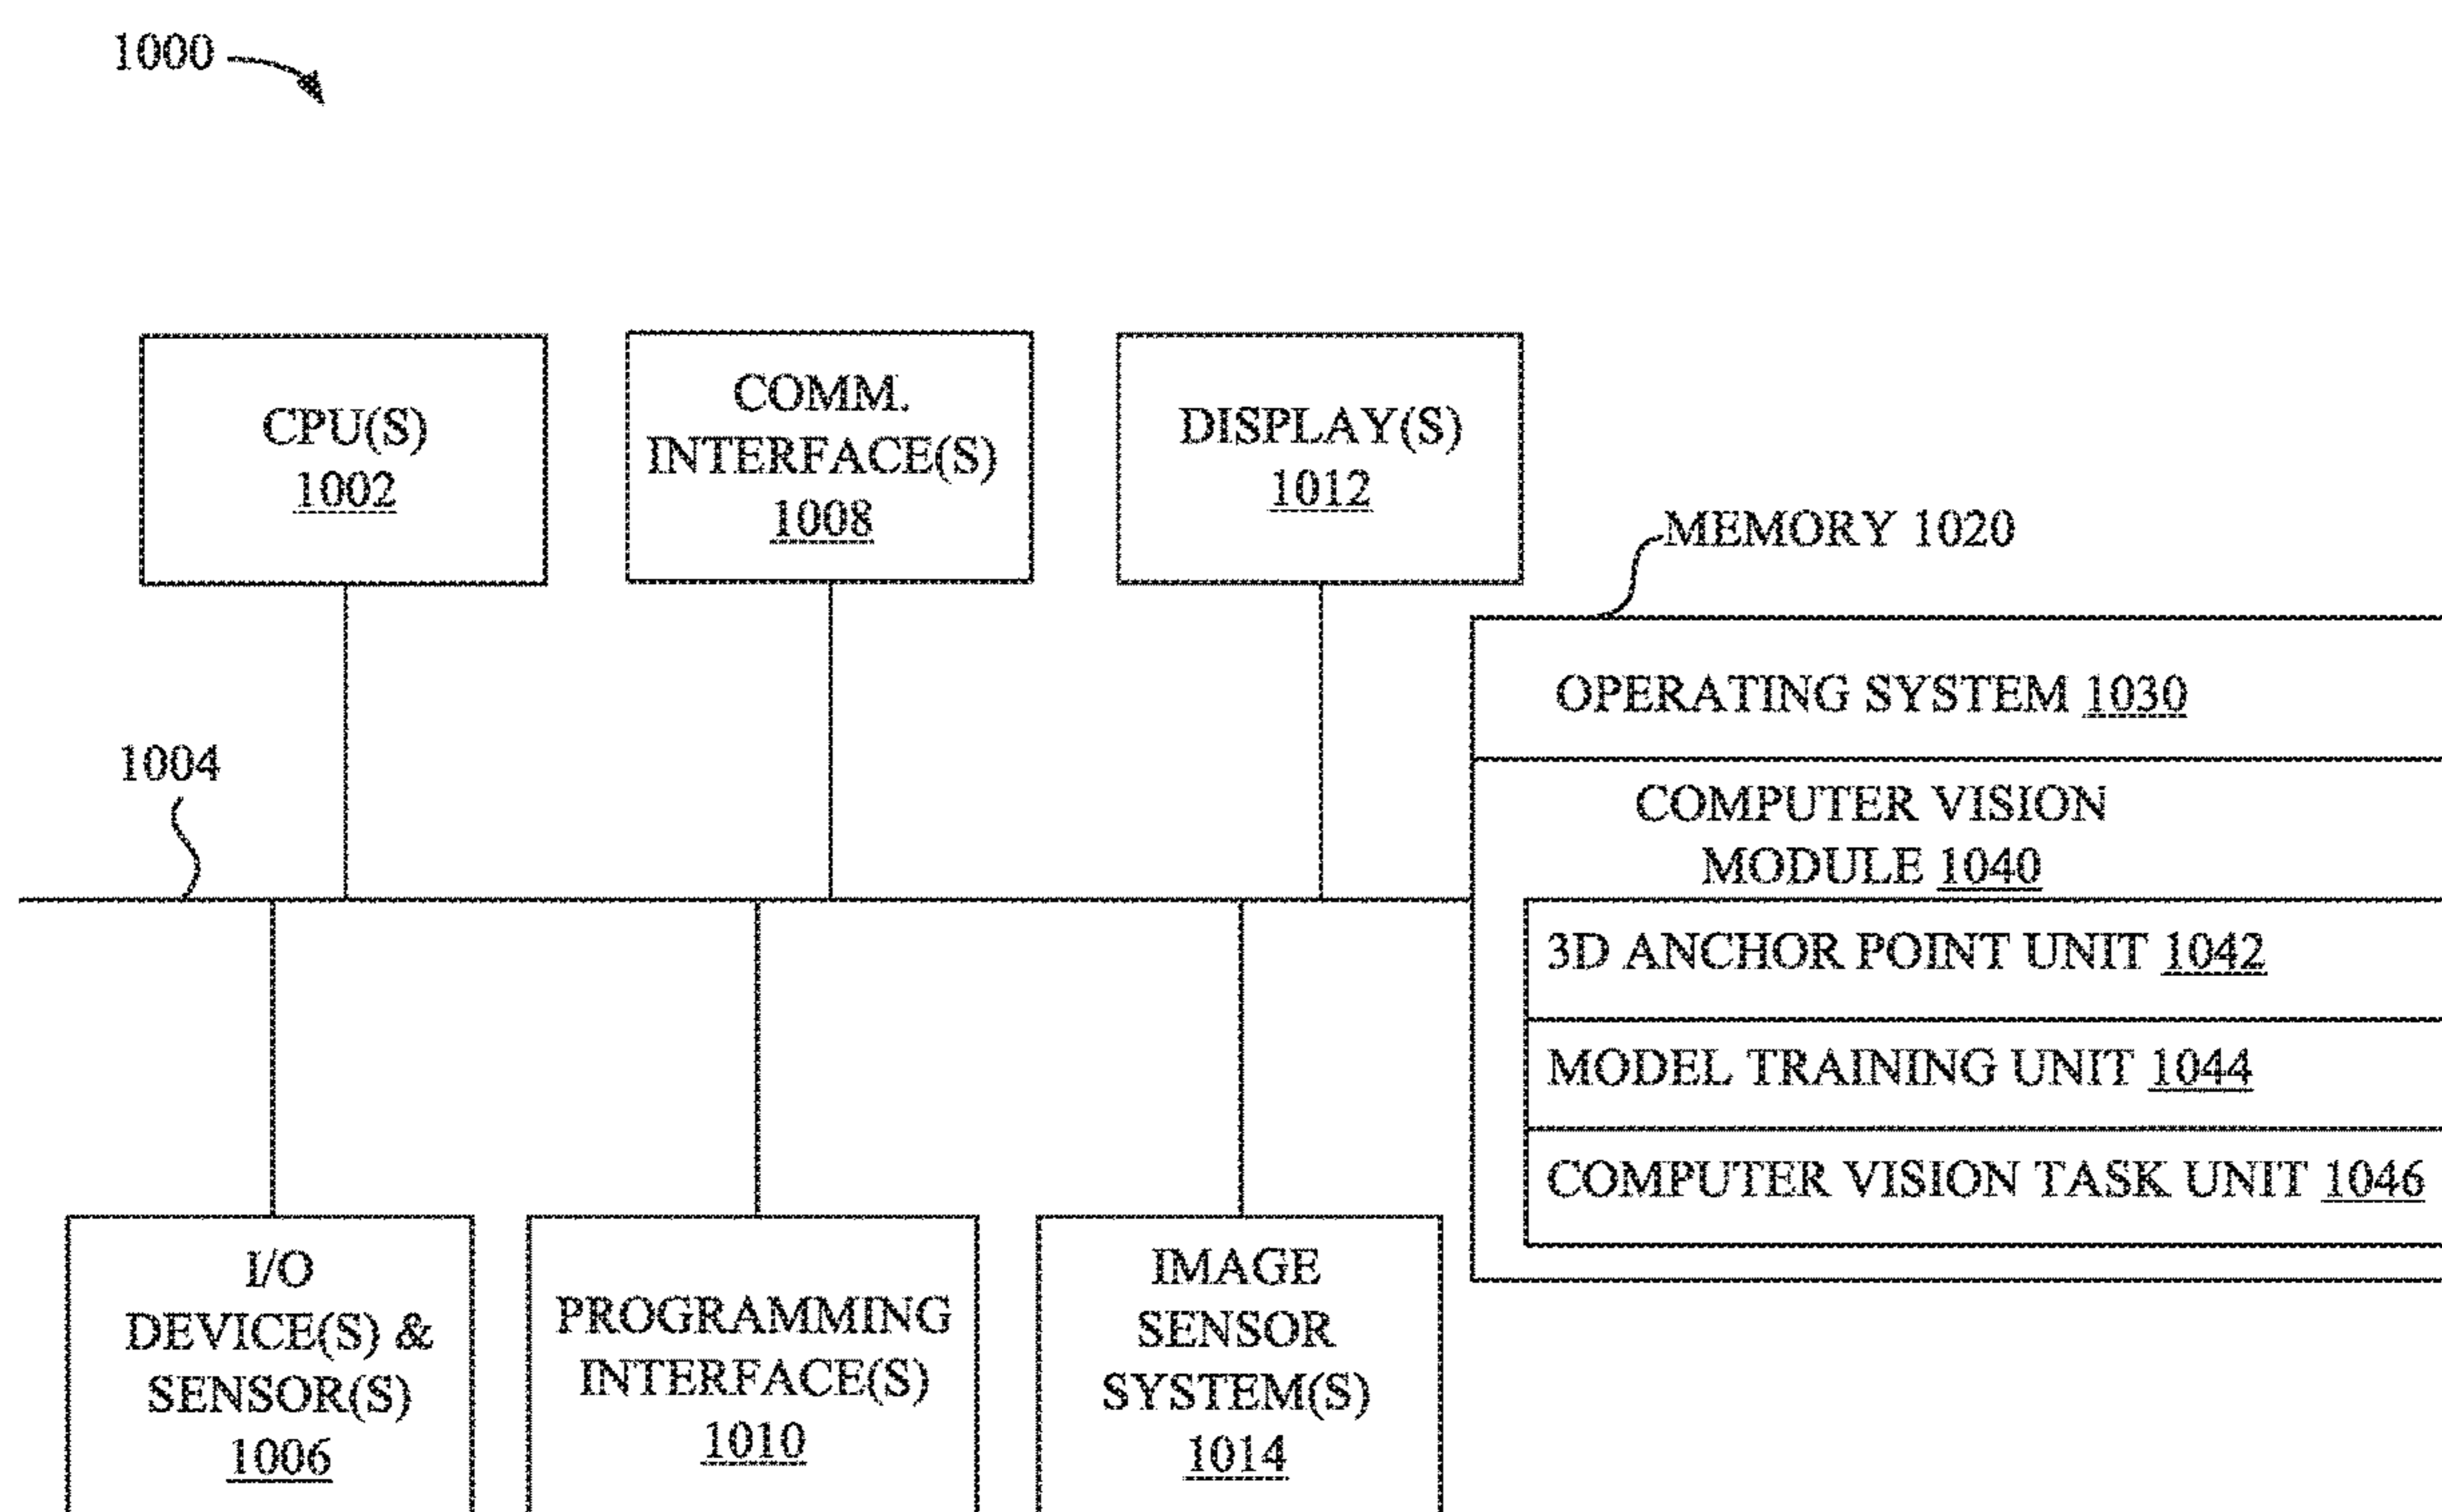 1000
CPU(S)
1002
COMM.
INTERFACE(S)
1008
DISPLAY(S)
1012
MEMORY 1020
OPERATING SYSTEM 1030
COMPUTER VISION
MODULE 1040
3D ANCHOR POINT UNIT 1042
MODEL TRAINING UNIT 1044
COMPUTER VISION TASK UNIT 1046
1004
I/O
DEVICE(S) &
SENSOR(S)
1006
PROGRAMMING
INTERFACE(S)
1010
IMAGE
SENSOR
SYSTEM(S)
1014